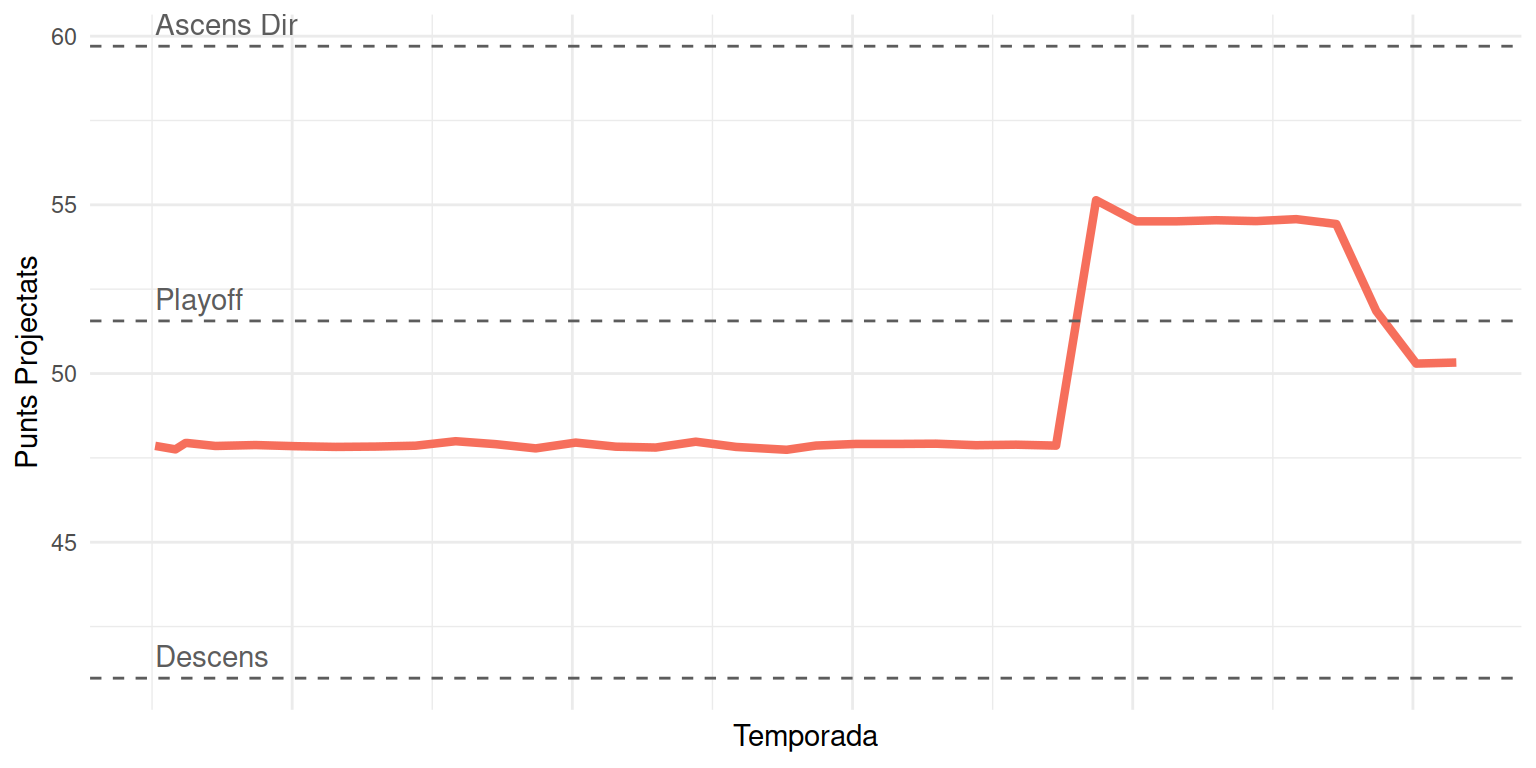 Ascens Dir
60
55
Playoff
50
45
Descens
Punts Projectats
Temporada